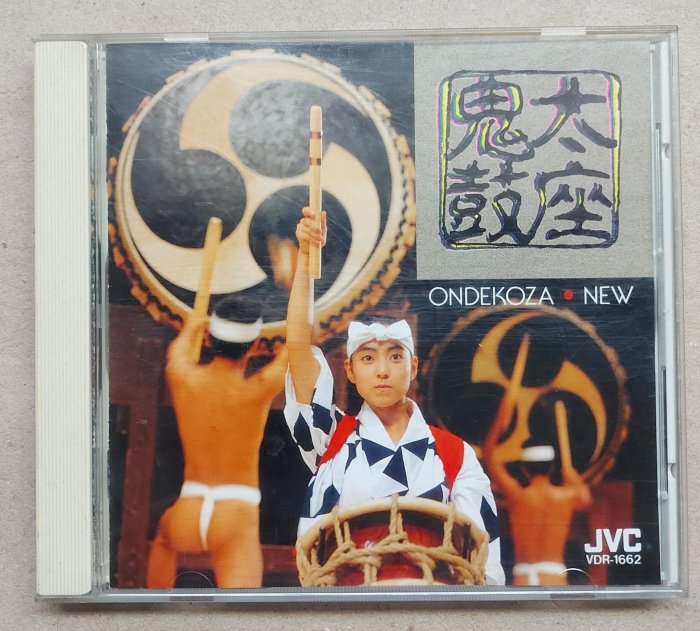 鬼太
鼓座
ONDEKOZA • NEW
JVC
VDR-1662